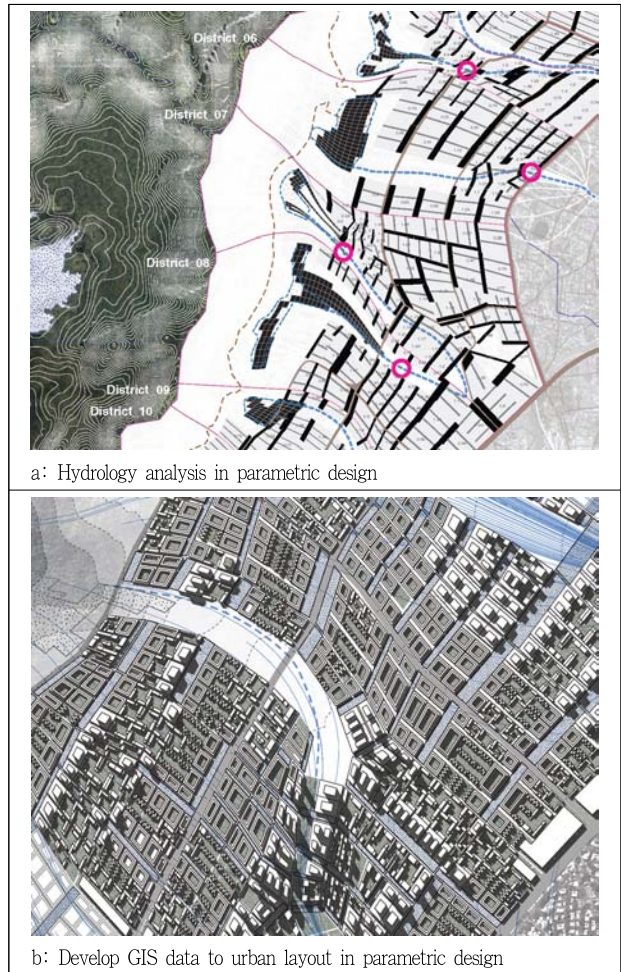 District_06
District_07
District_08
District_09
District_10
a: Hydrology analysis in parametric design
b: Develop GIS data to urban layout in parametric design